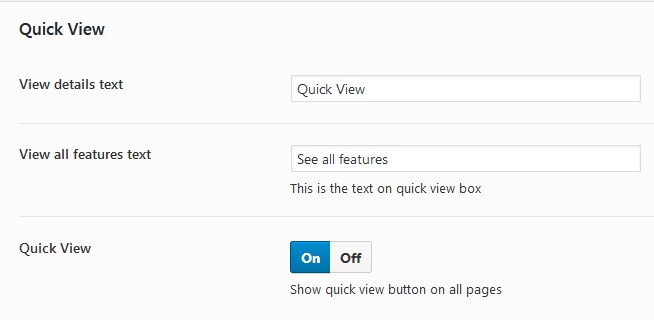 Quick View
View details text
Quick View
View all features text
See all features
This is the text on quick view box
Quick View
On Off
Show quick view button on all pages